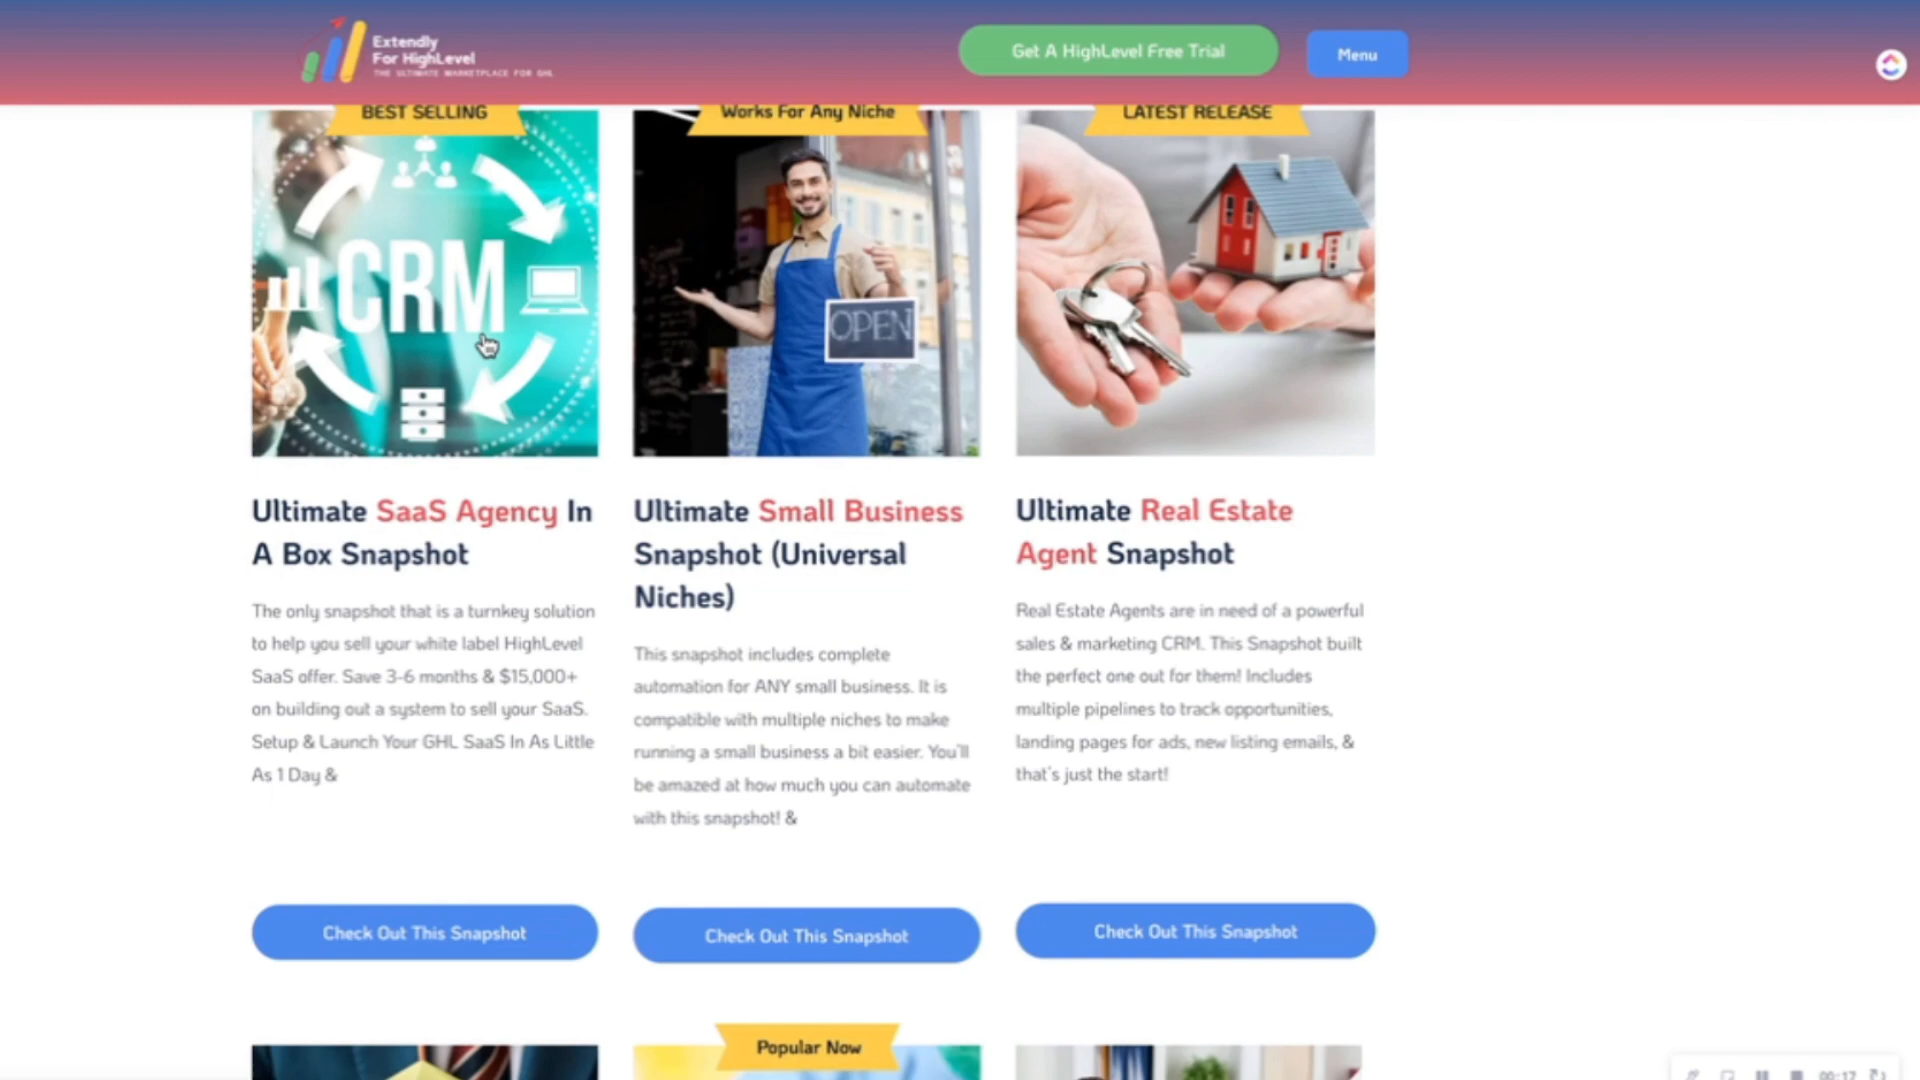 Extendly
For HighLevel
THE ULTIMATE MARKETPLACE FOR GHL
Get A HighLevel Free Trial
Menu
BEST SELLING
Works For Any Niche
LATEST RELEASE
CRM
OPEN
Ultimate SaaS Agency In
A Box Snapshot
The only snapshot that is a turnkey solution
to help you sell your white label HighLevel
SaaS offer. Save 3-6 months & $15,000+
on building out a system to sell your SaaS.
Setup & Launch Your GHL SaaS In As Little
As 1 Day &
Check Out This Snapshot
Ultimate Small Business
Snapshot (Universal
Niches)
This snapshot includes complete
automation for ANY small business. It is
compatible with multiple niches to make
running a small business a bit easier. You'll
be amazed at how much you can automate
with this snapshot! &
Check Out This Snapshot
Ultimate Real Estate
Agent Snapshot
Real Estate Agents are in need of a powerful
sales & marketing CRM. This Snapshot built
the perfect one out for them! Includes
multiple pipelines to track opportunities,
landing pages for ads, new listing emails, &
that's just the start!
Check Out This Snapshot
Popular Now
00:17